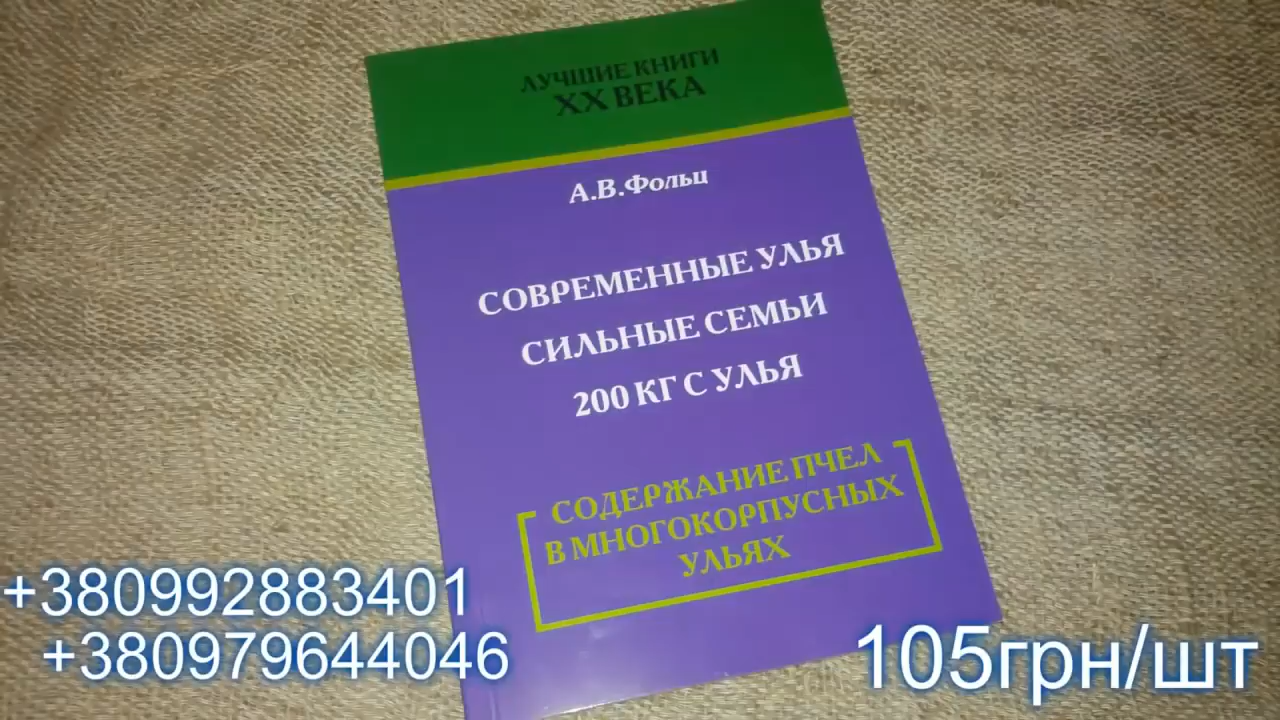 ЛУЧШИЕ КНИГИ
XX ВЕКА
А.В.Фольц
СОВРЕМЕННЫЕ УЛЬЯ
СИЛЬНЫЕ СЕМЬИ
200 КГ С УЛЬЯ
СОДЕРЖАНИЕ ПЧЕЛ
В МНОГОКОРПУСНЫХ
УЛЬЯХ
+380992883401
+380979644046
105грн/шт